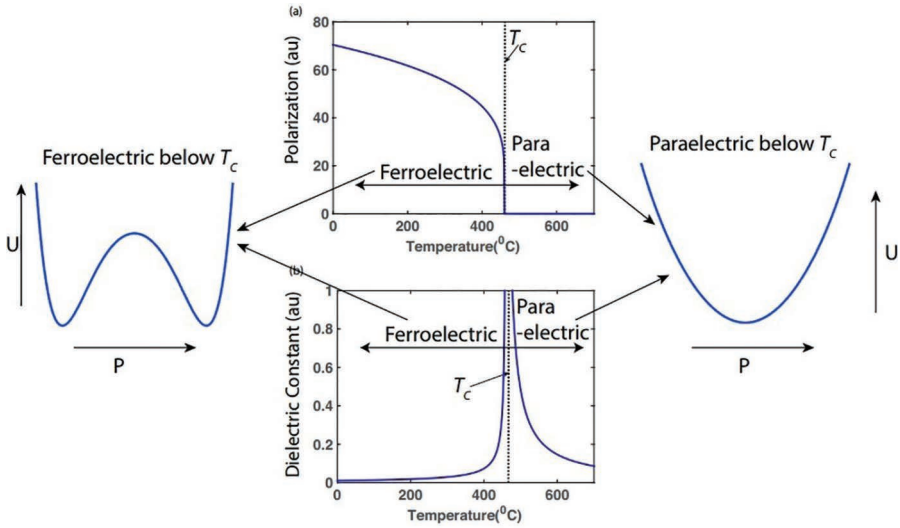 (a)
80
60
40
20
0
Polarization (au)
T_c
Para
-electric
Ferroelectric
0 200 400 600
Temperature(⁰C)
Ferroelectric below T_c
U
P
Paraelectric below T_c
U
P
(b)
1
0.8
0.6
0.4
0.2
0
Dielectric Constant (au)
Para
-electric
Ferroelectric
T_c
0 200 400 600
Temperature(⁰C)